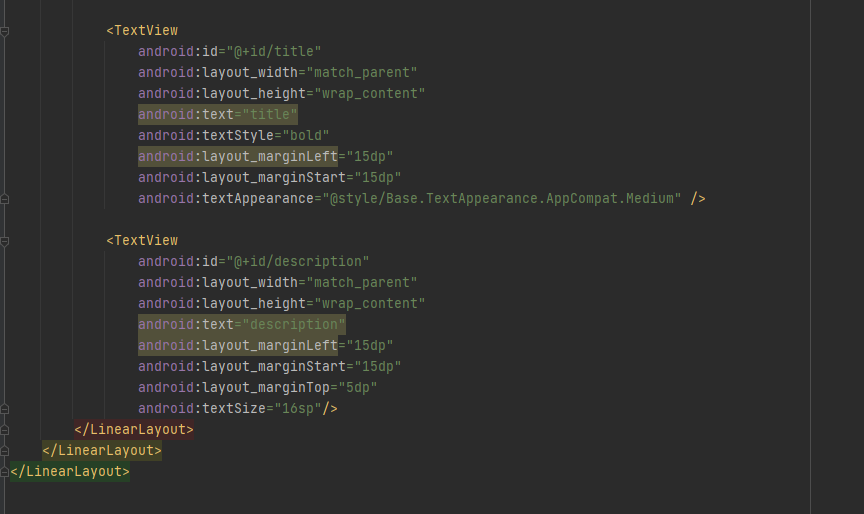 <TextView
android:id="@+id/title"
android:layout_width="match_parent"
android:layout_height="wrap_content"
android:text="title"
android:textStyle="bold"
android:layout_marginLeft="15dp"
android:layout_marginStart="15dp"
android:textAppearance="@style/Base.TextAppearance.AppCompat.Medium" />
<TextView
android:id="@+id/description"
android:layout_width="match_parent"
android:layout_height="wrap_content"
android:text="description"
android:layout_marginLeft="15dp"
android:layout_marginStart="15dp"
android:layout_marginTop="5dp"
android:textSize="16sp"/>
</LinearLayout>
</LinearLayout>
</LinearLayout>